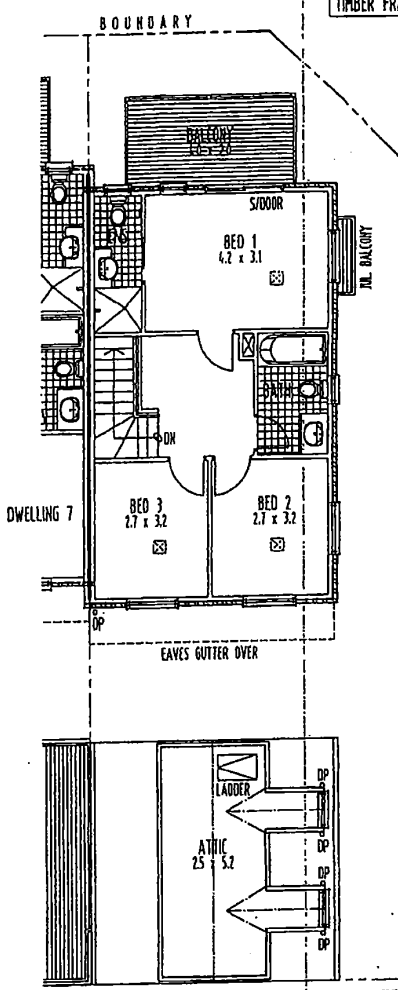 TIMBER FRA
BOUNDARY
BALCONY
S/DOOR
BED 1
4.2 x 3.1
JUL. BALCONY
BATH
DN
DWELLING 7
BED 3
2.7 x 3.2
BED 2
2.7 x 3.2
DP
EAVES GUTTER OVER
DP
LADDER
ATTIC
2.5 x 5.2
DP
DP
DP